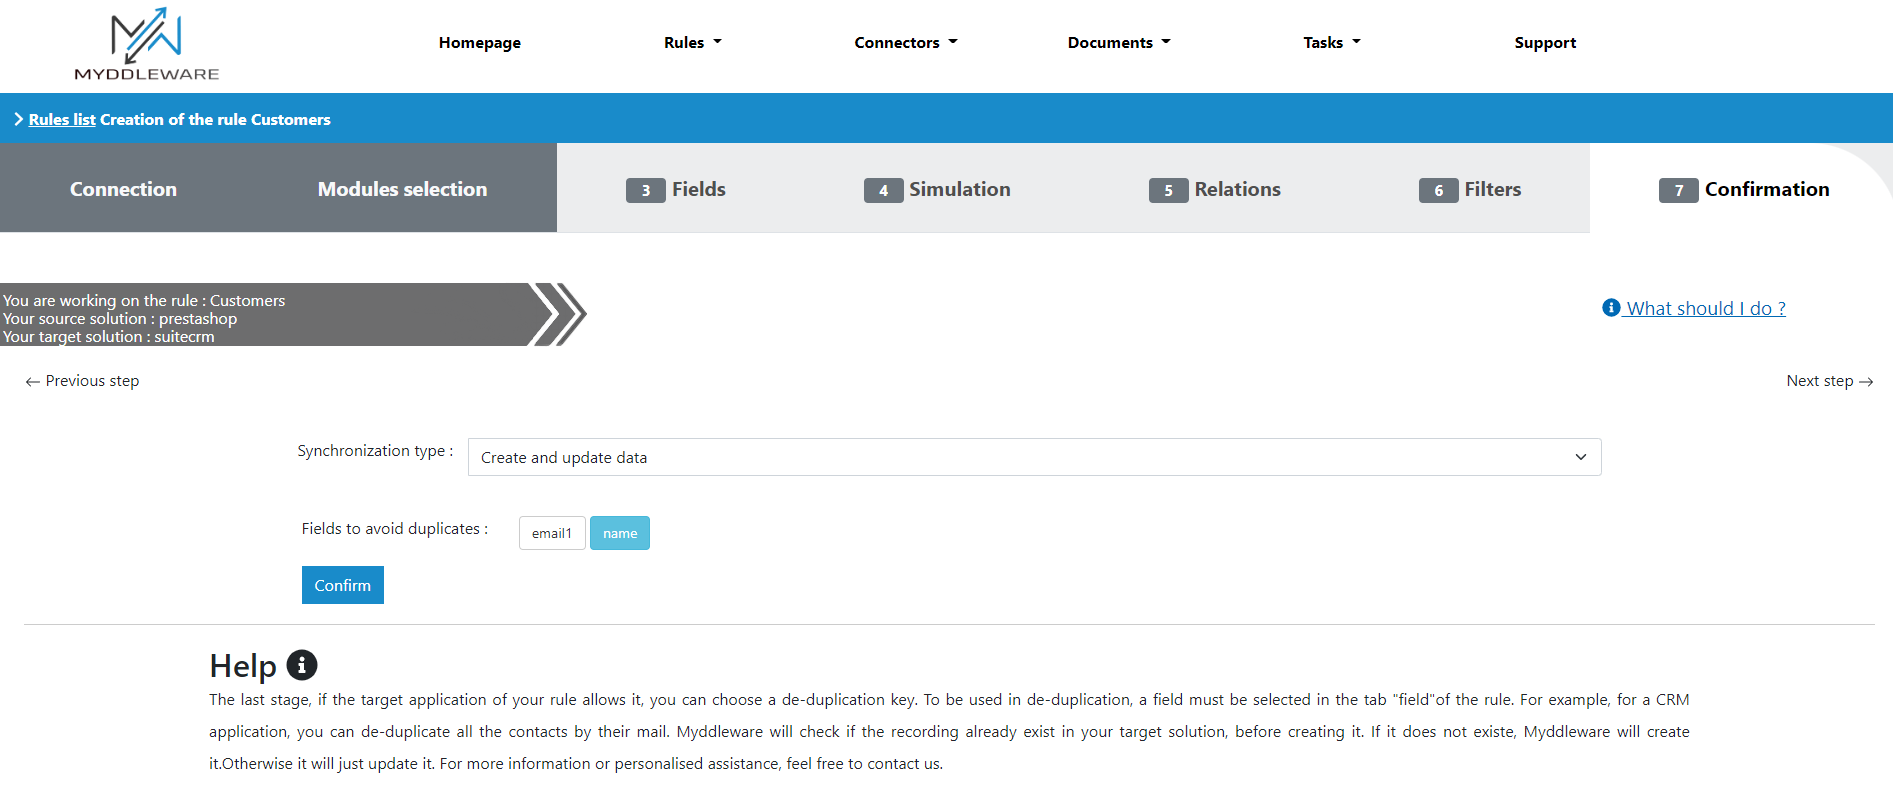 MYDDLEWARE
Homepage Rules Connectors Documents Tasks Support
Rules list Creation of the rule Customers
Connection Modules selection 3 Fields 4 Simulation 5 Relations 6 Filters 7 Confirmation
You are working on the rule : Customers
Your source solution : prestashop
Your target solution : suitecrm
What should I do ?
← Previous step Next step →
Synchronization type : Create and update data
Fields to avoid duplicates : email1 name
Confirm
Help
The last stage, if the target application of your rule allows it, you can choose a de-duplication key. To be used in de-duplication, a field must be selected in the tab "field"of the rule. For example, for a CRM
application, you can de-duplicate all the contacts by their mail. Myddleware will check if the recording already exist in your target solution, before creating it. If it does not existe, Myddleware will create
it.Otherwise it will just update it. For more information or personalised assistance, feel free to contact us.